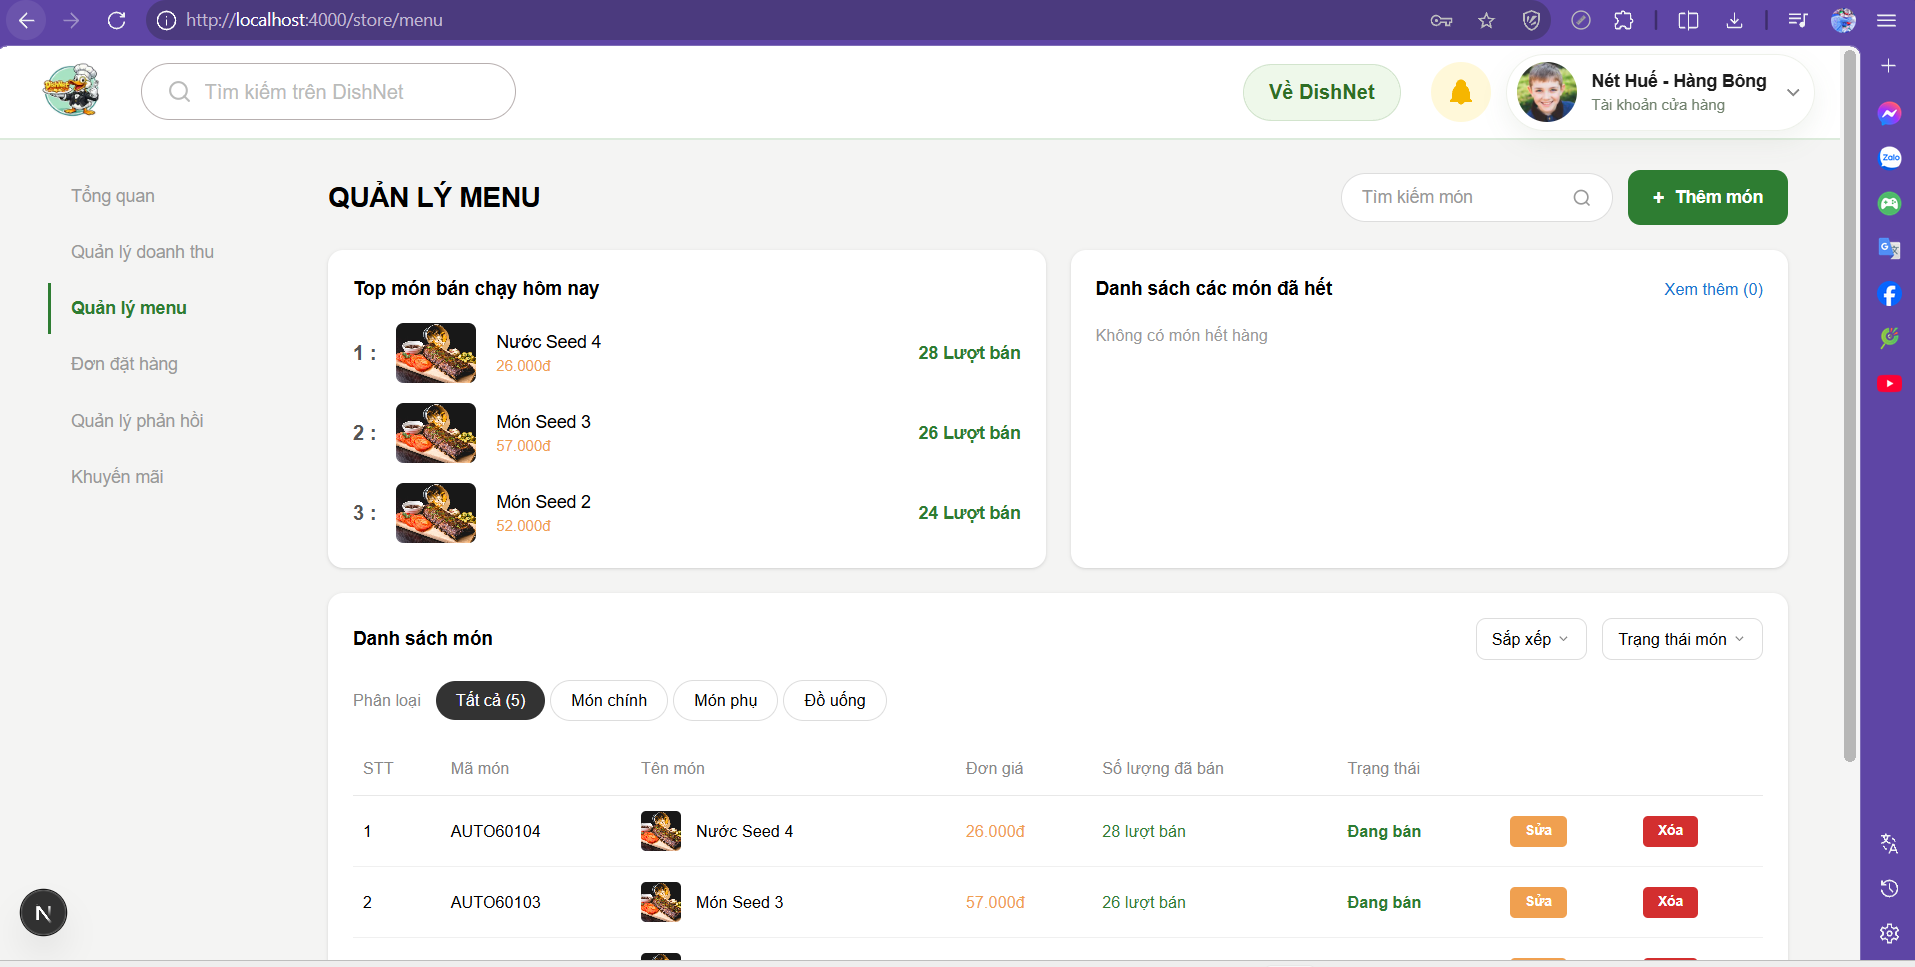 http://localhost:4000/store/menu
DishNet
Tìm kiếm trên DishNet
Về DishNet
Nét Huế - Hàng Bông
Tài khoản cửa hàng
Zalo
Tổng quan
Quản lý doanh thu
Quản lý menu
Đơn đặt hàng
Quản lý phản hồi
Khuyến mãi
QUẢN LÝ MENU
Tìm kiếm món
+ Thêm món
Top món bán chạy hôm nay
1 :
Nước Seed 4
26.000đ
28 Lượt bán
2 :
Món Seed 3
57.000đ
26 Lượt bán
3 :
Món Seed 2
52.000đ
24 Lượt bán
Danh sách các món đã hết
Xem thêm (0)
Không có món hết hàng
Danh sách món
Sắp xếp
Trạng thái món
Phân loại
Tất cả (5)
Món chính
Món phụ
Đồ uống
STT Mã món Tên món Đơn giá Số lượng đã bán Trạng thái
1 AUTO60104 Nước Seed 4 26.000đ 28 lượt bán Đang bán Sửa Xóa
2 AUTO60103 Món Seed 3 57.000đ 26 lượt bán Đang bán Sửa Xóa
N